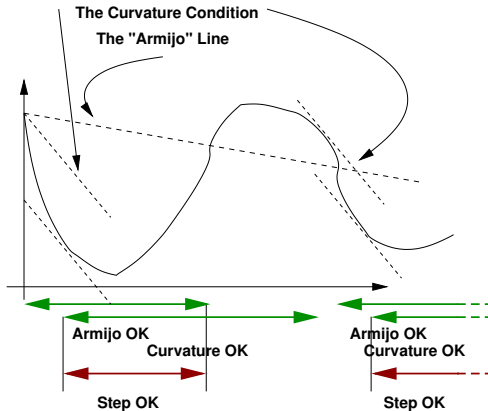 The Curvature Condition
The "Armijo" Line
Armijo OK
Armijo OK
Curvature OK
Curvature OK
Step OK
Step OK